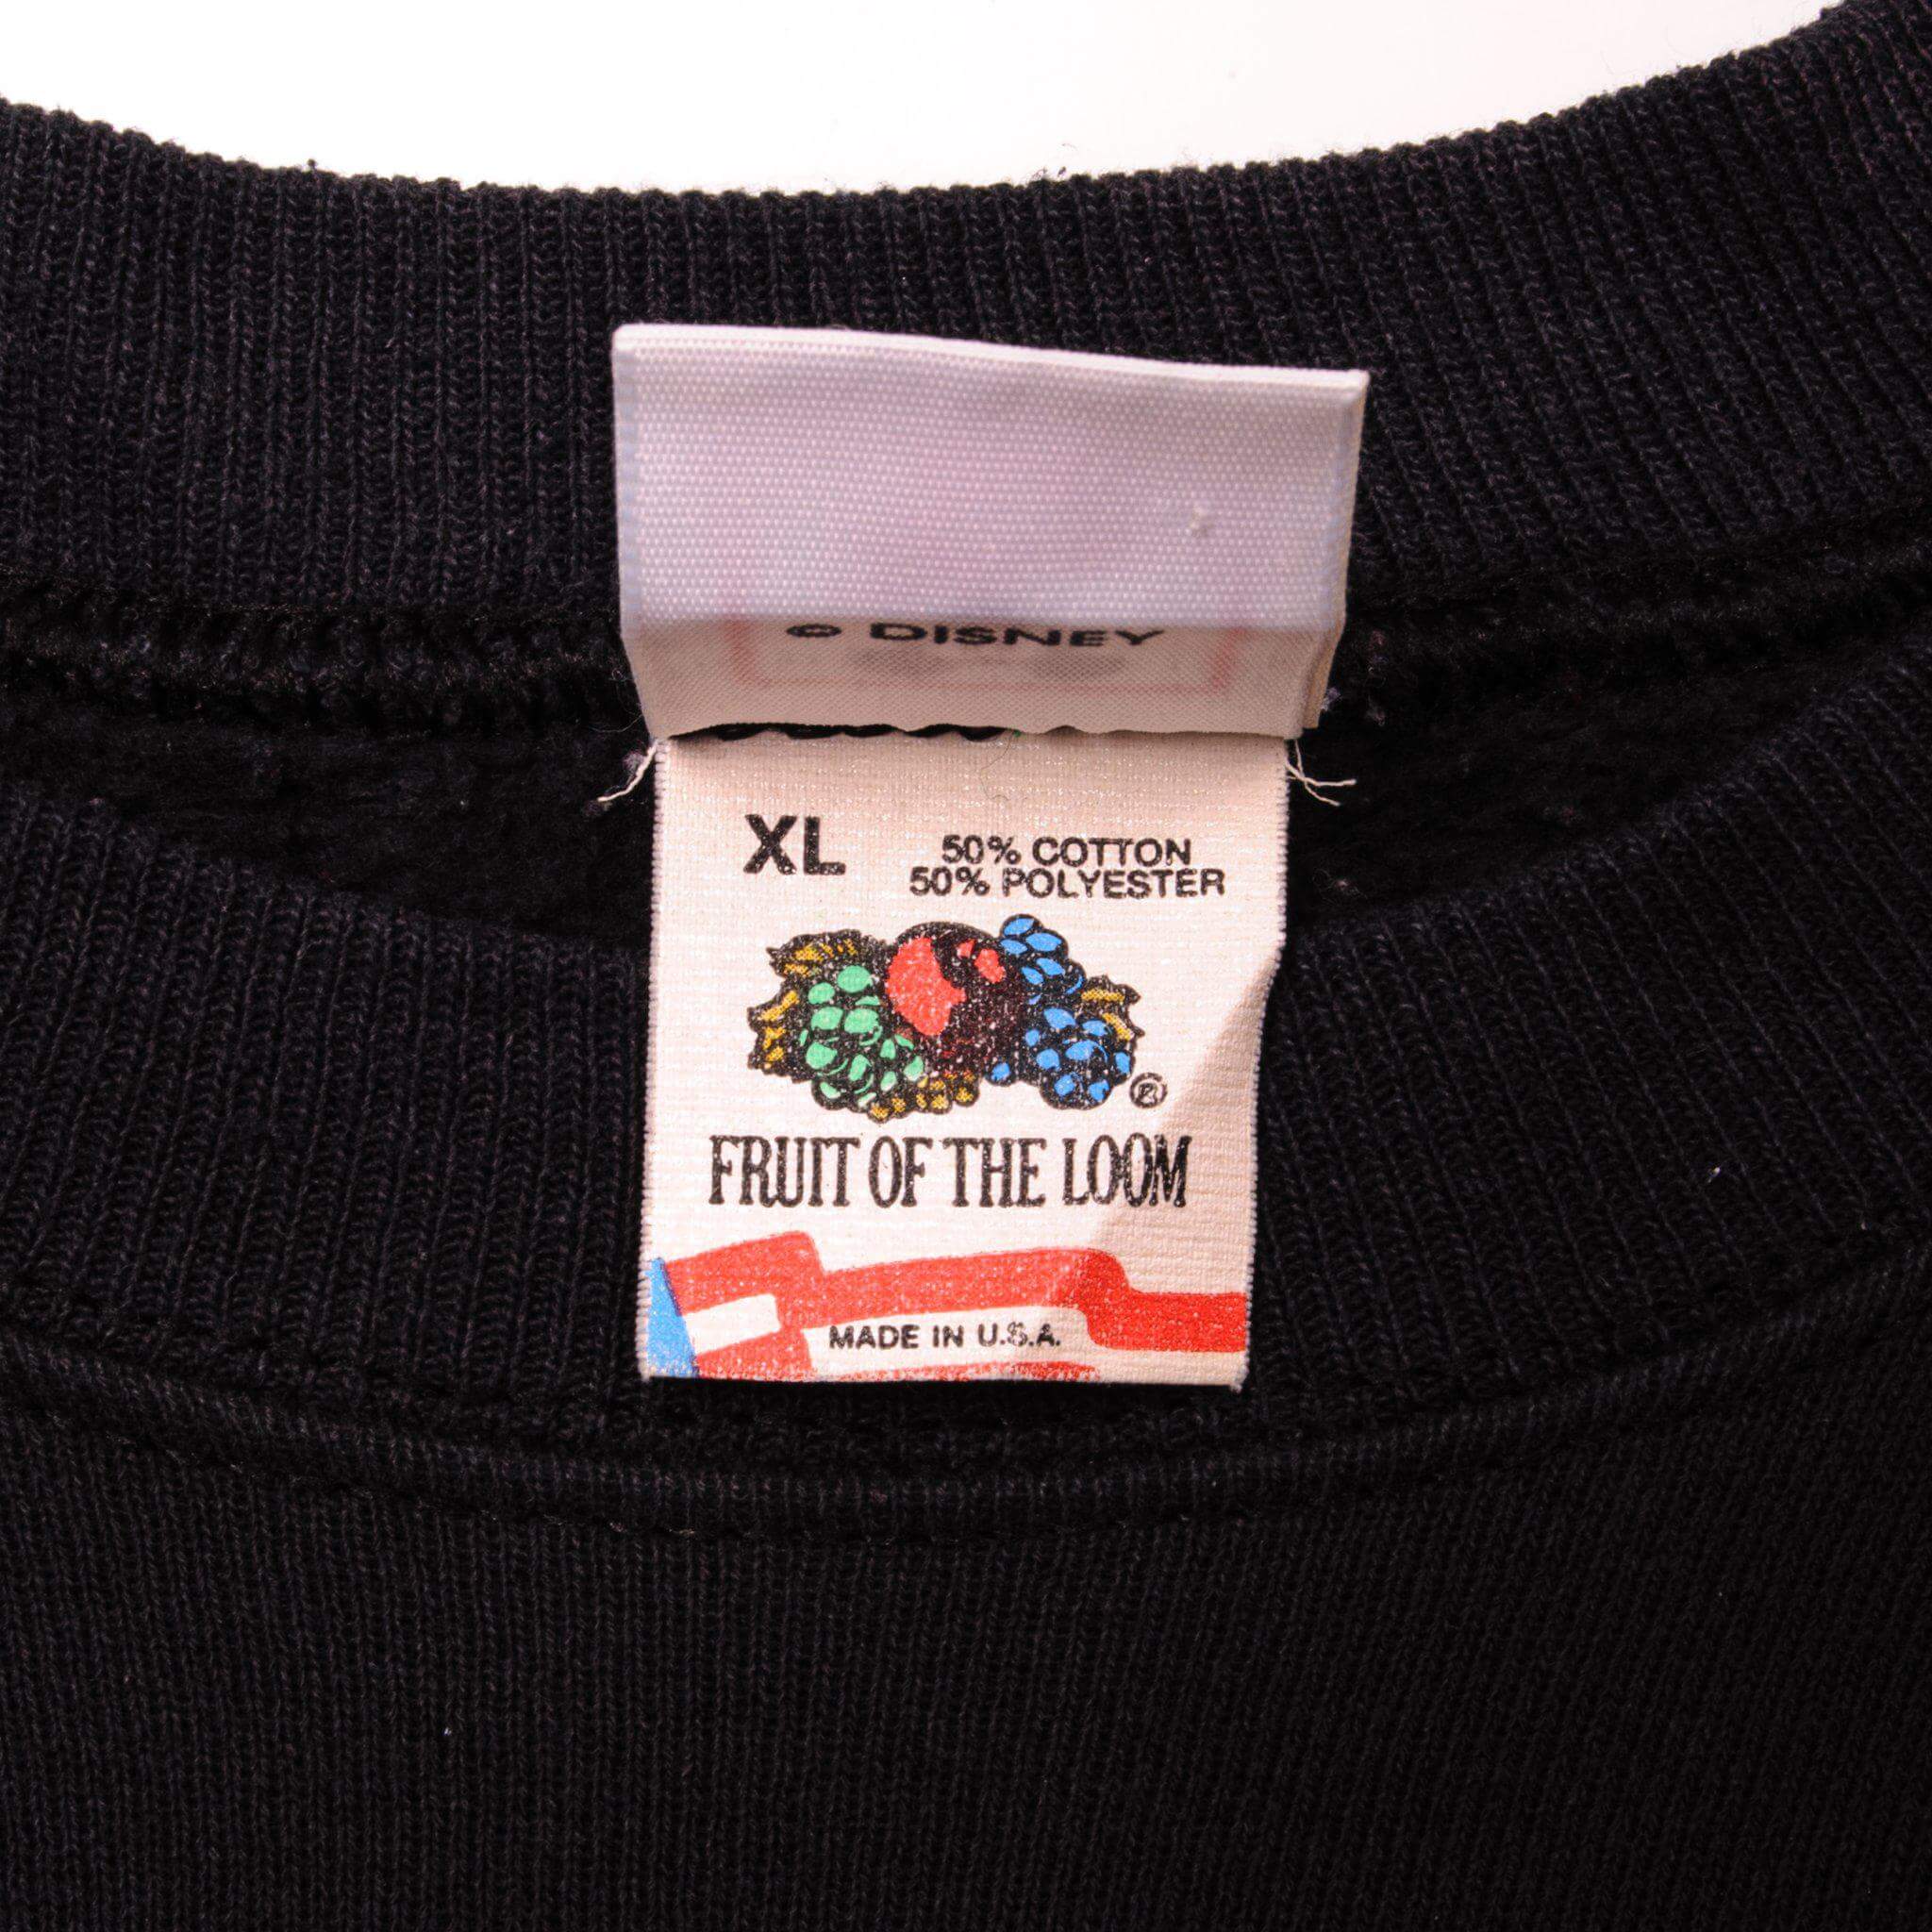 © DISNEY
XL
50% COTTON
50% POLYESTER
®
FRUIT OF THE LOOM
MADE IN U.S.A.